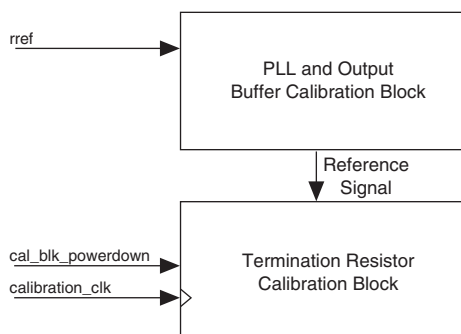 rref
PLL and Output
Buffer Calibration Block
Reference
Signal
cal_blk_powerdown
calibration_clk
Termination Resistor
Calibration Block